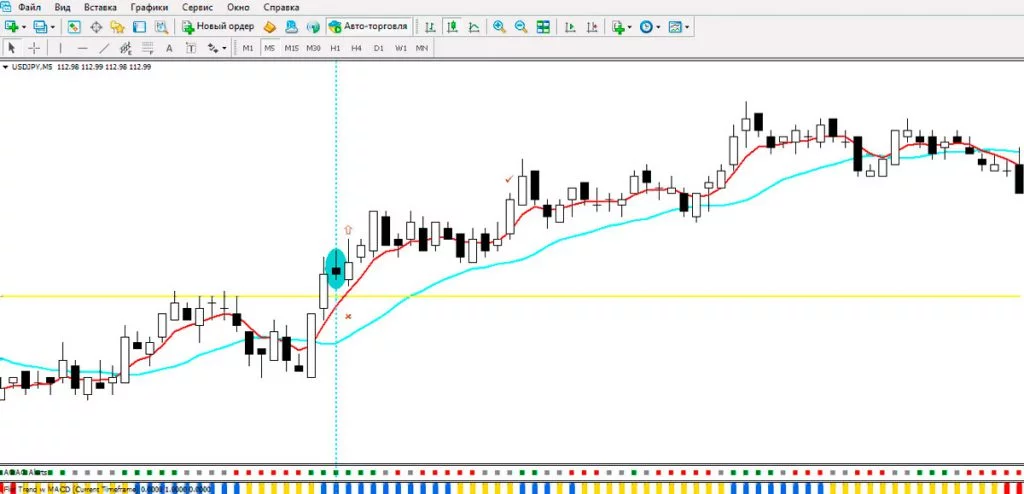 Файл Вид Вставка Графики Сервис Окно Справка
Новый ордер Авто-торговля
A T M1 M5 M15 M30 H1 H4 D1 W1 MN
USDJPY,M5 112.98 112.99 112.98 112.99
Trend w MACD (Current Timeframe) 0.0000 1.0000 0.0000